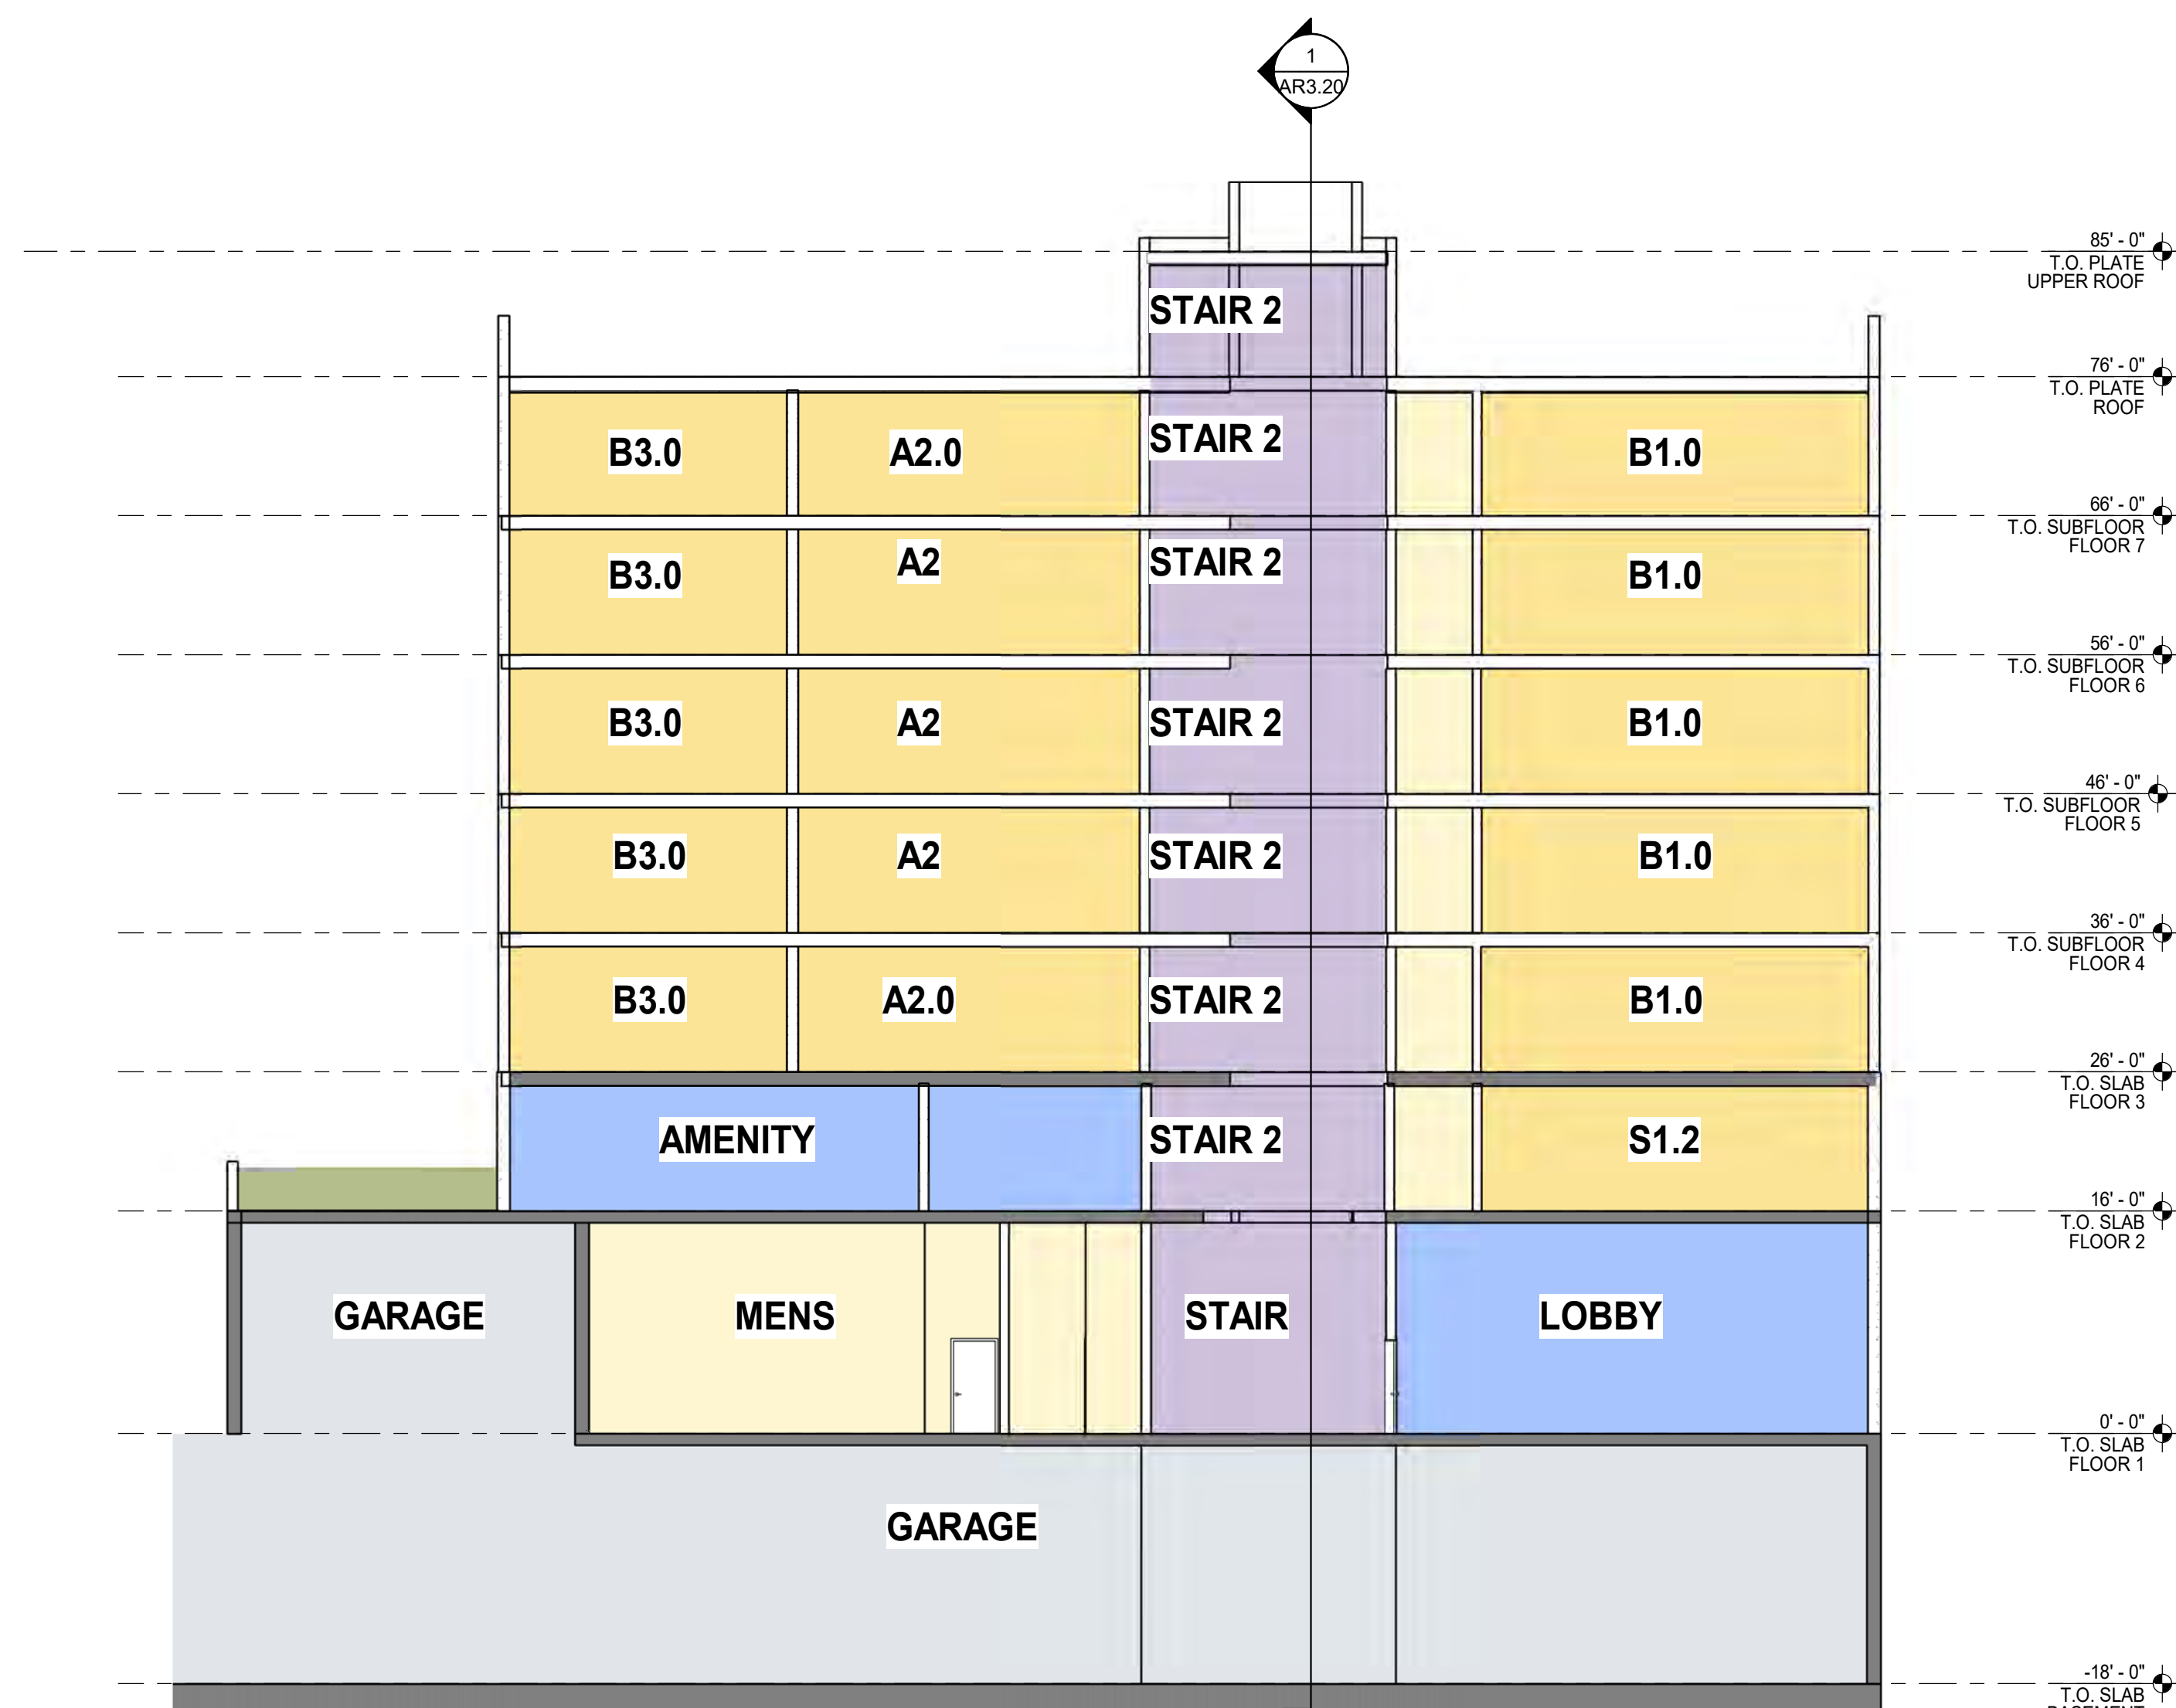 1
AR3.20
85' - 0"
T.O. PLATE
UPPER ROOF
STAIR 2
76' - 0"
T.O. PLATE
ROOF
B3.0
A2.0
STAIR 2
B1.0
66' - 0"
T.O. SUBFLOOR
FLOOR 7
B3.0
A2
STAIR 2
B1.0
56' - 0"
T.O. SUBFLOOR
FLOOR 6
B3.0
A2
STAIR 2
B1.0
46' - 0"
T.O. SUBFLOOR
FLOOR 5
B3.0
A2
STAIR 2
B1.0
36' - 0"
T.O. SUBFLOOR
FLOOR 4
B3.0
A2.0
STAIR 2
B1.0
26' - 0"
T.O. SLAB
FLOOR 3
AMENITY
STAIR 2
S1.2
16' - 0"
T.O. SLAB
FLOOR 2
GARAGE
MENS
STAIR
LOBBY
0' - 0"
T.O. SLAB
FLOOR 1
GARAGE
-18' - 0"
T.O. SLAB
BASEMENT